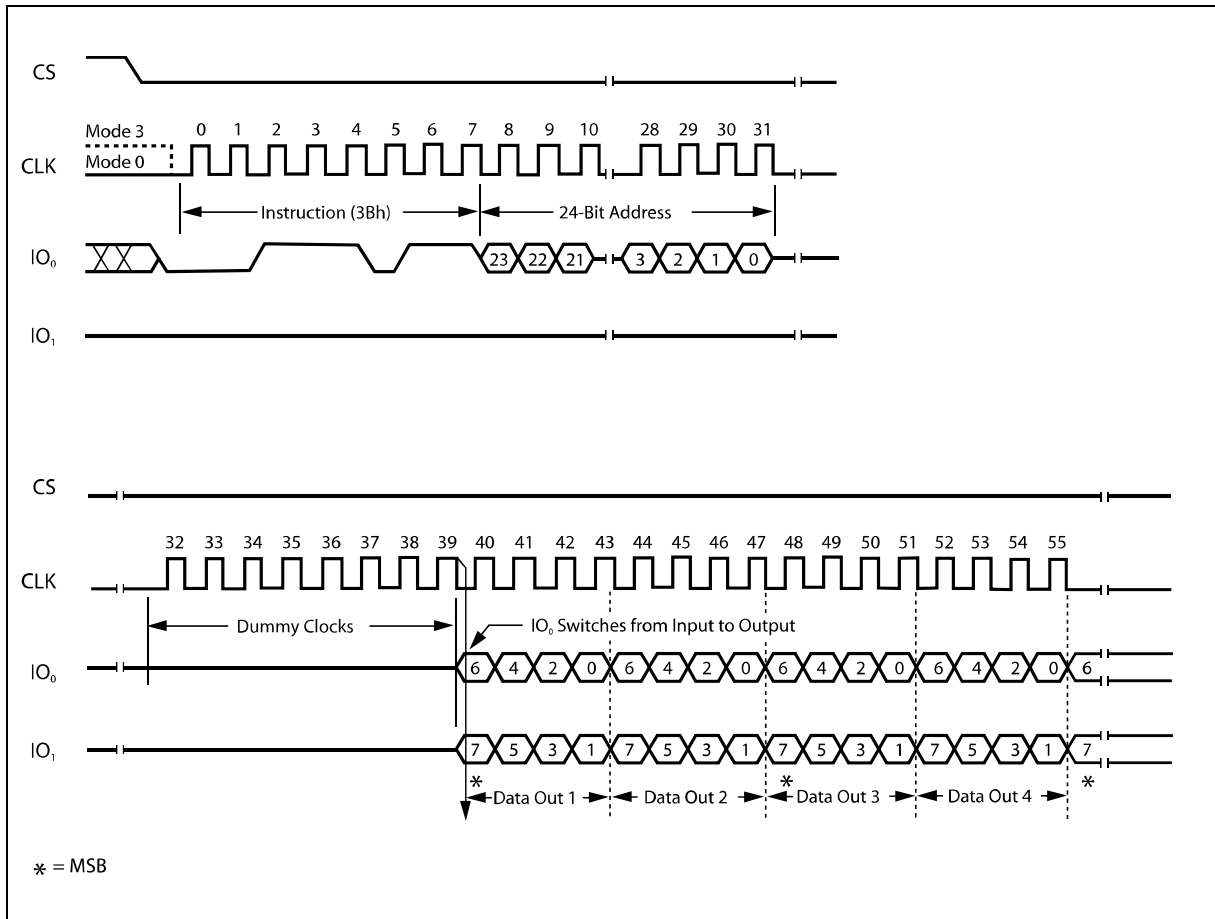 CS
Mode 3
0 1 2 3 4 5 6 7 8 9 10 28 29 30 31
CLK
Mode 0
Instruction (3Bh) 24-Bit Address
IO₀
23 22 21 3 2 1 0
IO₁
CS
32 33 34 35 36 37 38 39 40 41 42 43 44 45 46 47 48 49 50 51 52 53 54 55
CLK
Dummy Clocks IO₀ Switches from Input to Output
IO₀ 6 4 2 0 6 4 2 0 6 4 2 0 6 4 2 0 6
IO₁ 7 5 3 1 7 5 3 1 7 5 3 1 7 5 3 1 7
* * *
Data Out 1 Data Out 2 Data Out 3 Data Out 4
* = MSB